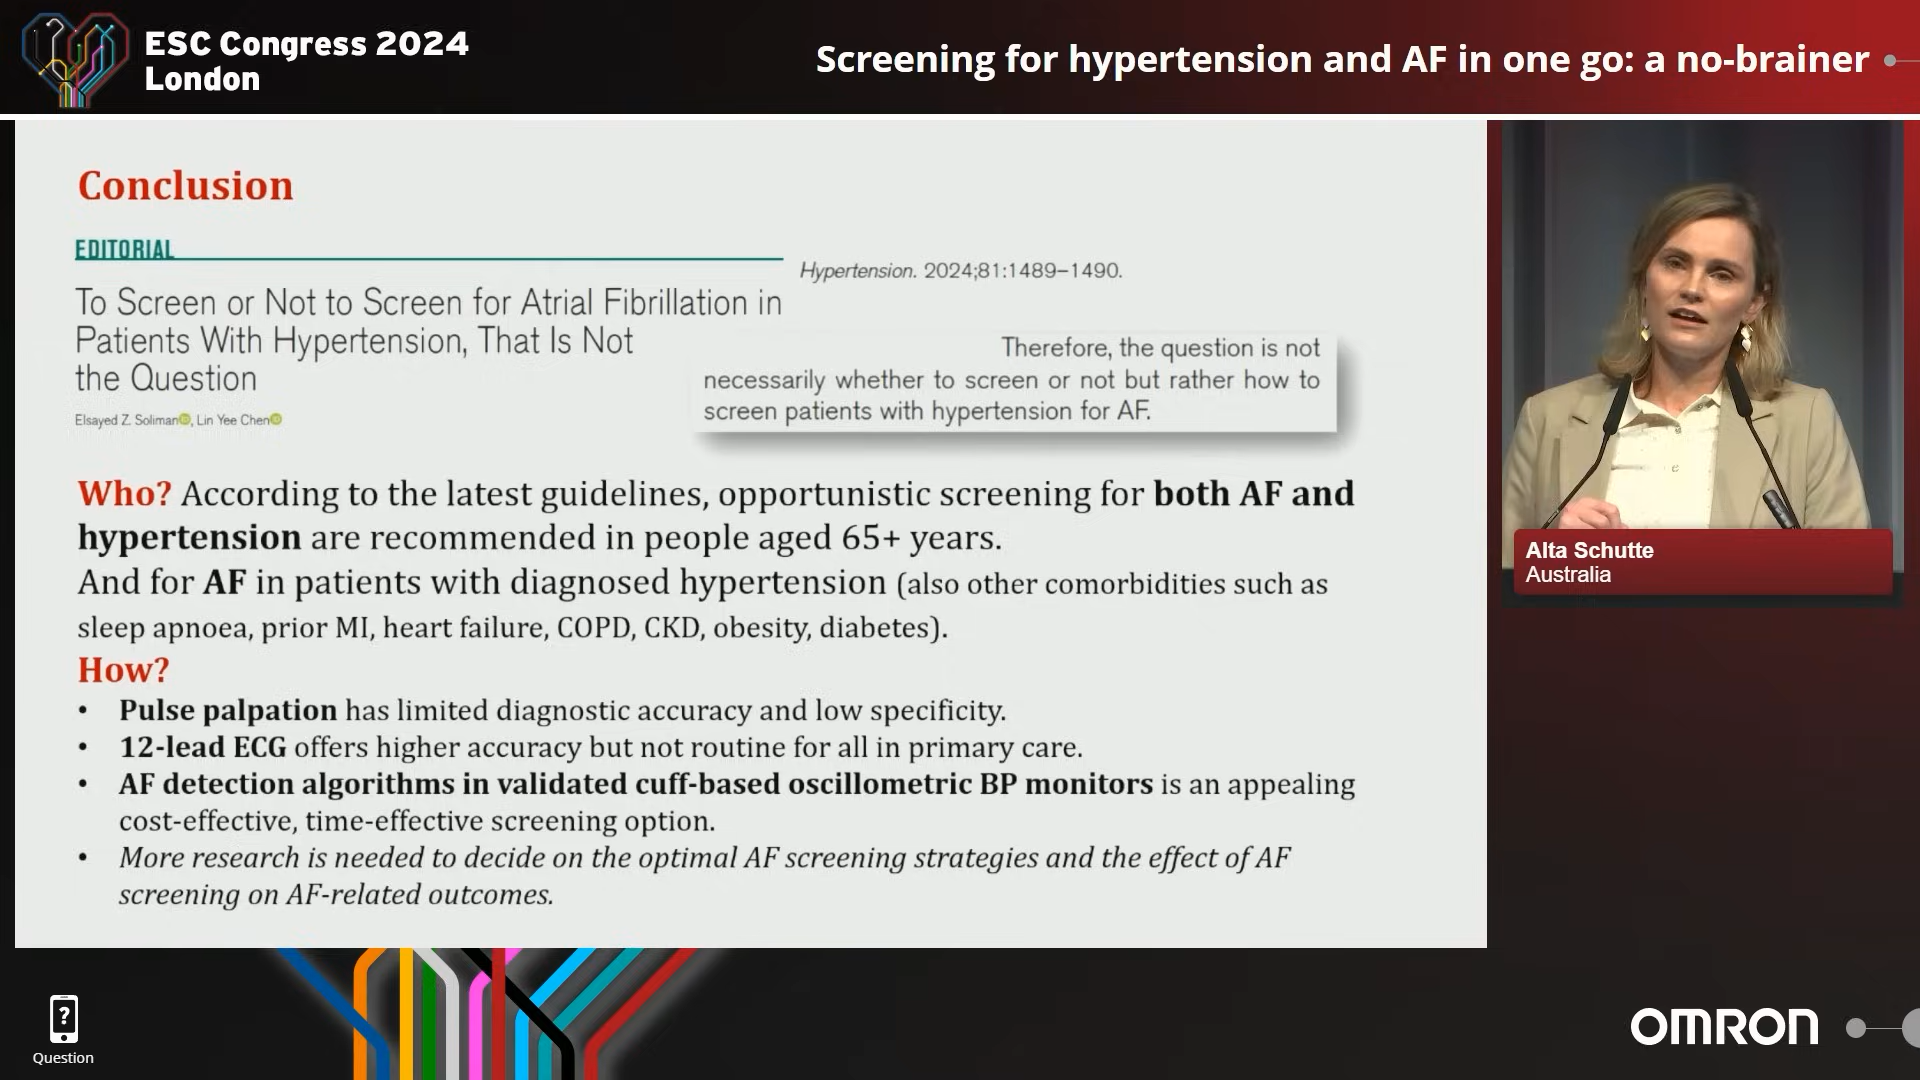 ESC Congress 2024
London
Screening for hypertension and AF in one go: a no-brainer
Conclusion
EDITORIAL
Hypertension. 2024;81:1489–1490.
To Screen or Not to Screen for Atrial Fibrillation in
Patients With Hypertension, That Is Not
the Question
Elsayed Z. Soliman, Lin Yee Chen
Therefore, the question is not
necessarily whether to screen or not but rather how to
screen patients with hypertension for AF.
Who? According to the latest guidelines, opportunistic screening for both AF and
hypertension are recommended in people aged 65+ years.
And for AF in patients with diagnosed hypertension (also other comorbidities such as
sleep apnoea, prior MI, heart failure, COPD, CKD, obesity, diabetes).
How?
• Pulse palpation has limited diagnostic accuracy and low specificity.
• 12-lead ECG offers higher accuracy but not routine for all in primary care.
• AF detection algorithms in validated cuff-based oscillometric BP monitors is an appealing
cost-effective, time-effective screening option.
• More research is needed to decide on the optimal AF screening strategies and the effect of AF
screening on AF-related outcomes.
Alta Schutte
Australia
?
Question
OMRON